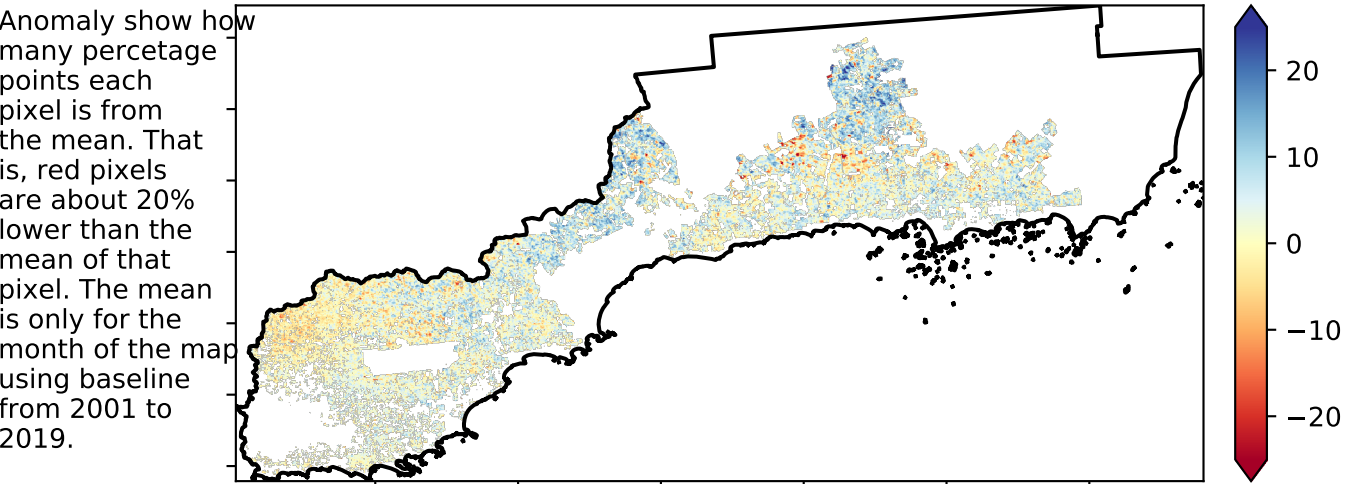 Anomaly show how
many percetage
points each
pixel is from
the mean. That
is, red pixels
are about 20%
lower than the
mean of that
pixel. The mean
is only for the
month of the map
using baseline
from 2001 to
2019.
20
10
0
−10
−20